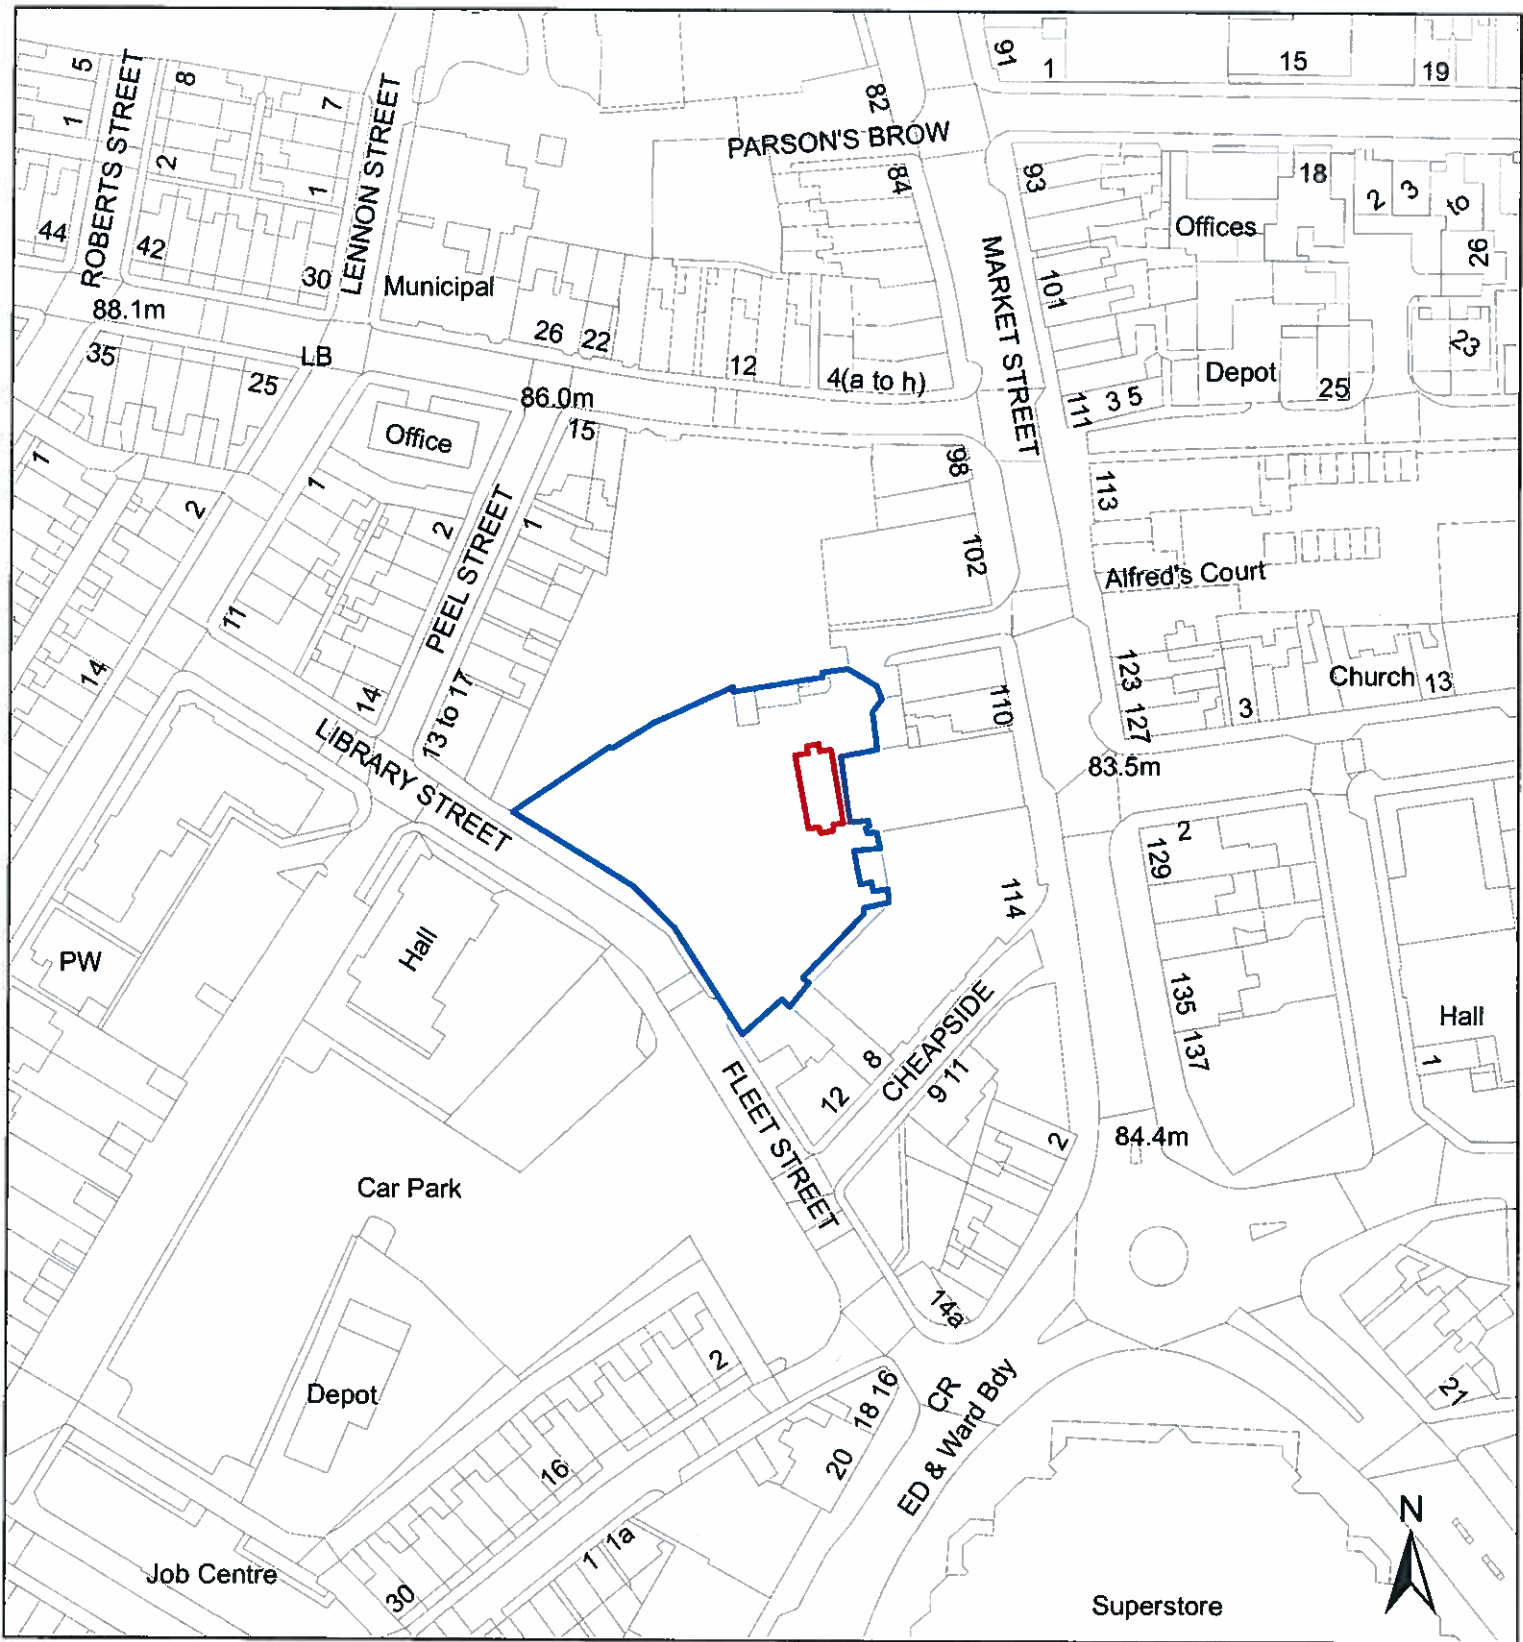 91
1
15
19
5
8
7
82
1
PARSON'S BROW
ROBERTS STREET
2
1
LENNON STREET
84
93
18
2
3
to
44
42
30
Offices
26
MARKET STREET
101
Municipal
88.1m
26
22
12
4(a to h)
23
35
LB
25
Depot
25
86.0m
3 5
111
Office
15
98
1
1
2
113
2
PEEL STREET
1
102
Alfred's Court
11
14
14
13 to 17
123
127
3
Church
13
110
LIBRARY STREET
83.5m
2
129
114
PW
Hall
135
137
Hall
1
CHEAPSIDE
8
12
9 11
FLEET STREET
2
84.4m
Car Park
14a
Depot
2
18 16
CR
ED & Ward Bdy
21
20
16
1 1a
N
Job Centre
30
Superstore